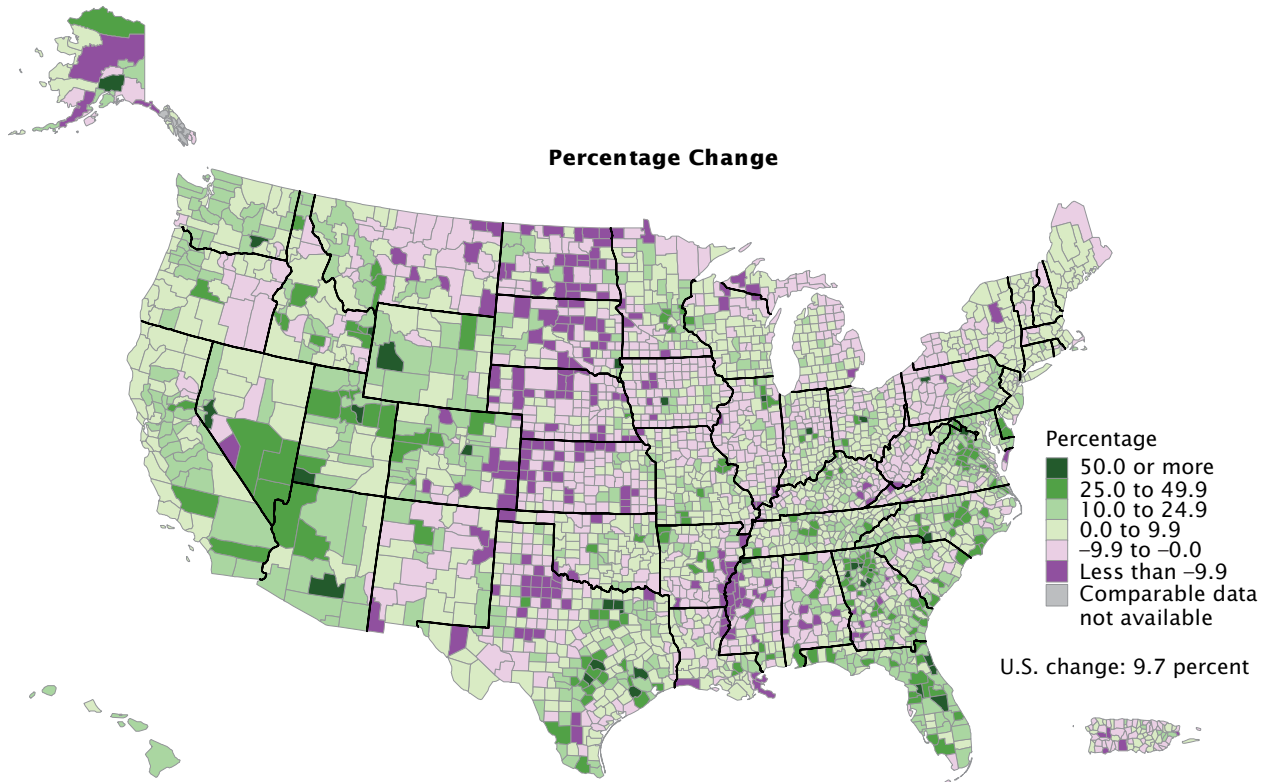 Percentage Change
Percentage
50.0 or more
25.0 to 49.9
10.0 to 24.9
0.0 to 9.9
–9.9 to –0.0
Less than –9.9
Comparable data
not available
U.S. change: 9.7 percent